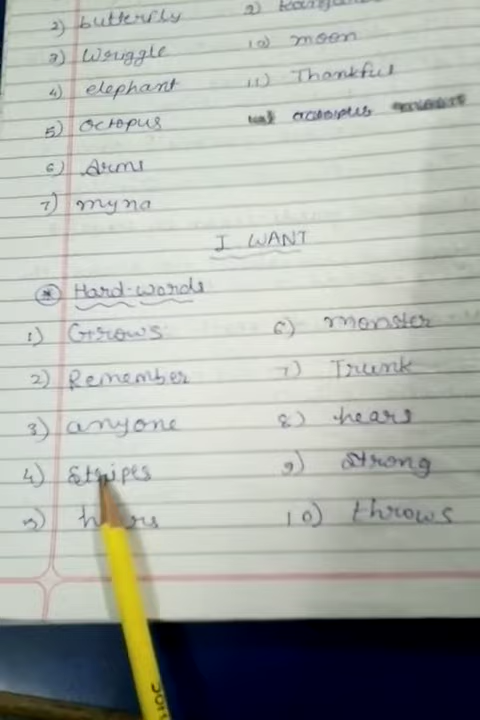 2) butterfly
3) Wriggle 10) moon
4) elephant 11) Thankful
5) Octopus
6) Arms
7) myna
I WANT
* Hard-words
1) Grows 6) monster
2) Remember 7) Trunk
3) anyone 8) hears
4) Stripes 9) Strong
5) 10) throws